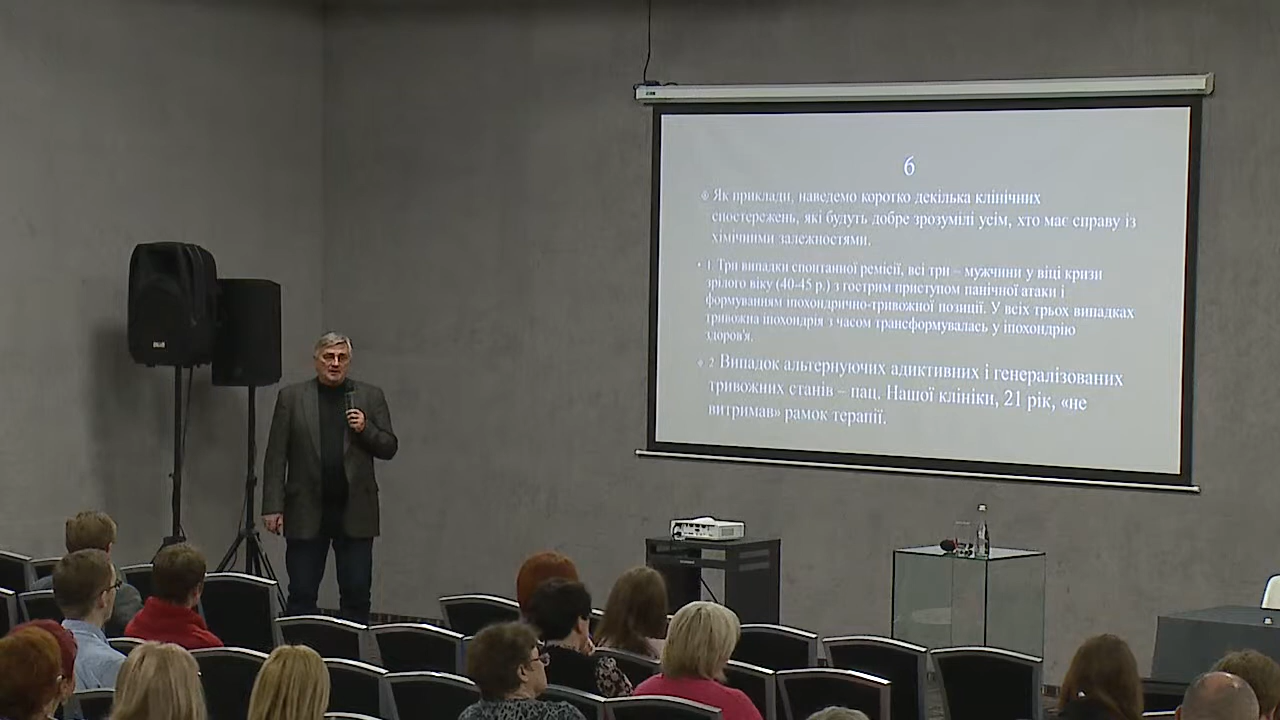 6
Як приклади, наведемо коротко декілька клінічних
спостережень, які будуть добре зрозумілі усім, хто має справу із
хімічними залежностями.
1. Три випадки спонтанної ремісії, всі три – мужчини у віці кризи
зрілого віку (40-45 р.) з гострим приступом панічної атаки і
формуванням іпохондрично-тривожної позиції. У всіх трьох випадках
тривожна іпохондрія з часом трансформувалась у іпохондрію
здоров'я.
2. Випадок альтернуючих адиктивних і генералізованих
тривожних станів – пац. Нашої клініки, 21 рік, «не
витримав» рамок терапії.